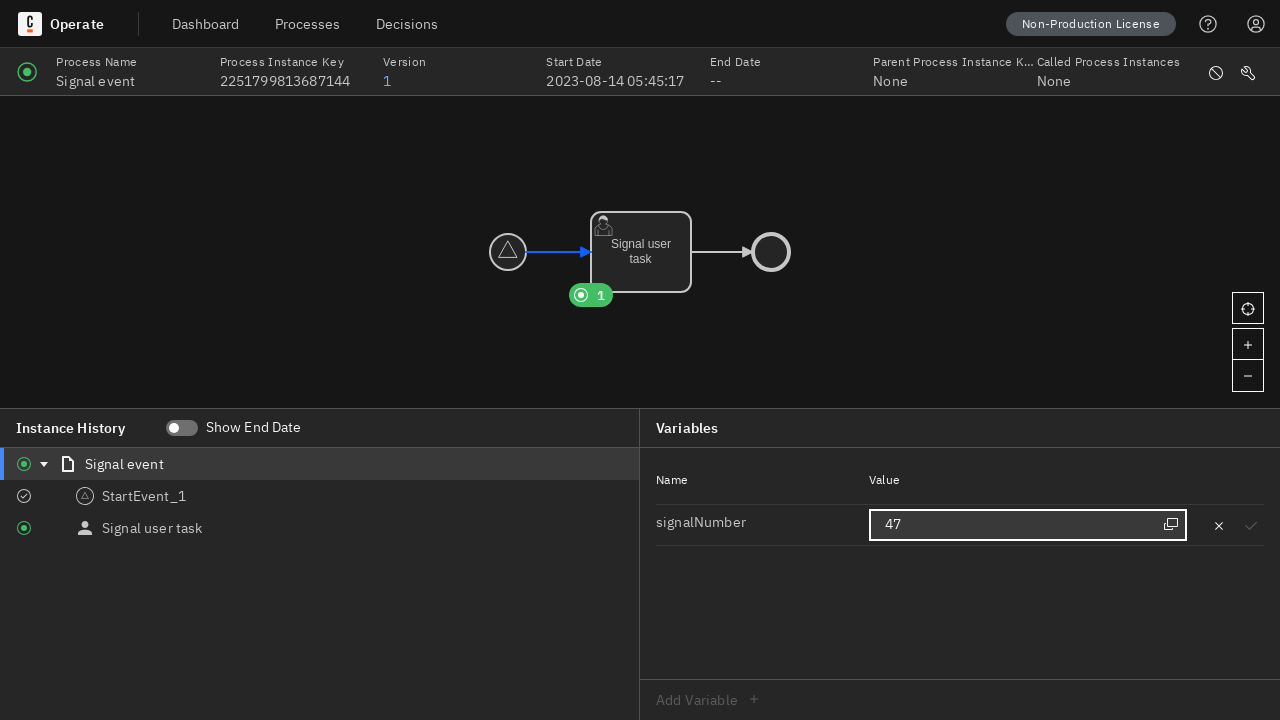 Operate
Dashboard
Processes
Decisions
Non-Production License
Process Name
Signal event
Process Instance Key
2251799813687144
Version
1
Start Date
2023-08-14 05:45:17
End Date
--
Parent Process Instance K...
None
Called Process Instances
None
Signal user
task
1
Instance History
Show End Date
Signal event
StartEvent_1
Signal user task
Variables
Name
Value
signalNumber
47
Add Variable